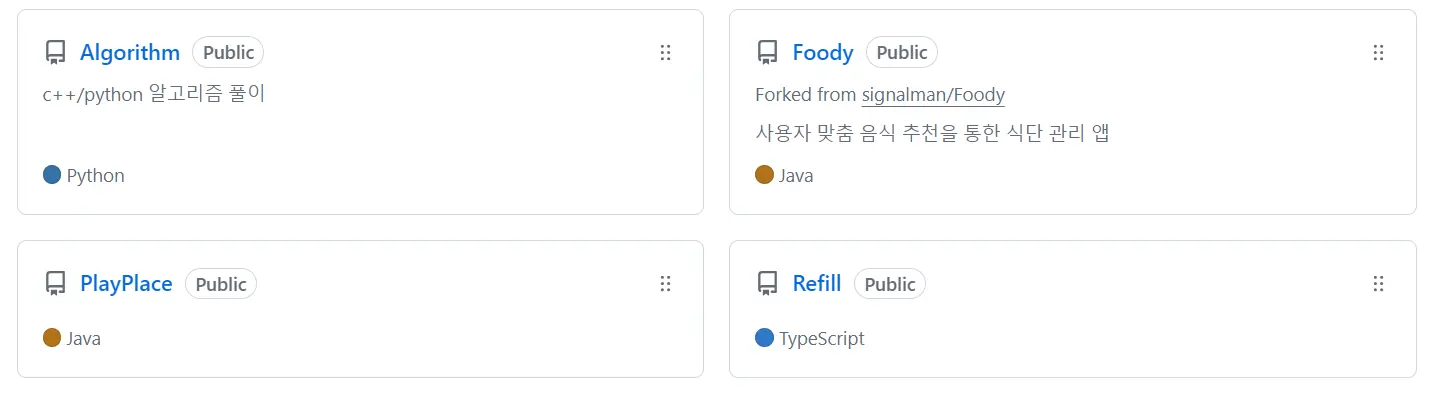 Algorithm Public
c++/python 알고리즘 풀이
Python
Foody Public
Forked from signalman/Foody
사용자 맞춤 음식 추천을 통한 식단 관리 앱
Java
PlayPlace Public
Java
Refill Public
TypeScript